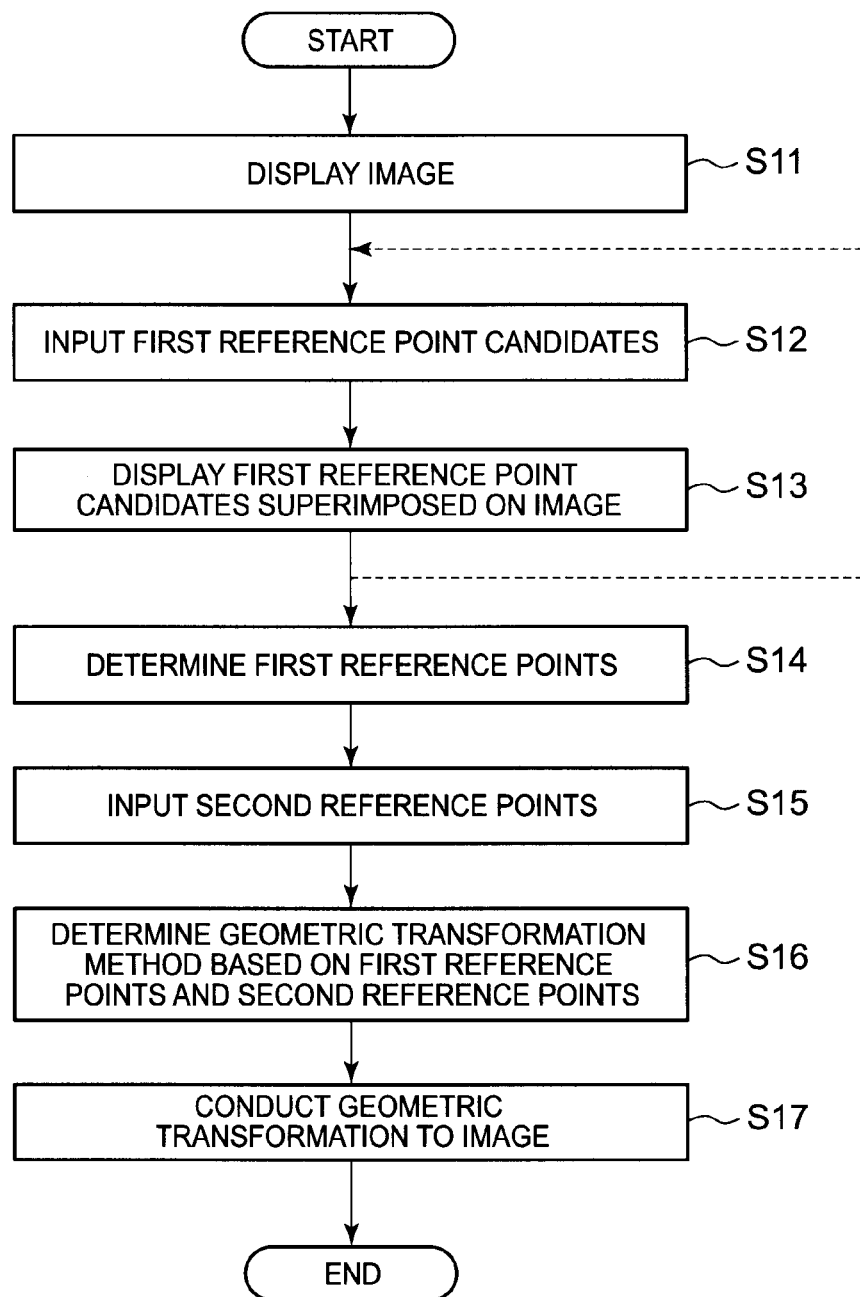 START
DISPLAY IMAGE
S11
INPUT FIRST REFERENCE POINT CANDIDATES
S12
DISPLAY FIRST REFERENCE POINT
CANDIDATES SUPERIMPOSED ON IMAGE
S13
DETERMINE FIRST REFERENCE POINTS
S14
INPUT SECOND REFERENCE POINTS
S15
DETERMINE GEOMETRIC TRANSFORMATION
METHOD BASED ON FIRST REFERENCE
POINTS AND SECOND REFERENCE POINTS
S16
CONDUCT GEOMETRIC
TRANSFORMATION TO IMAGE
S17
END